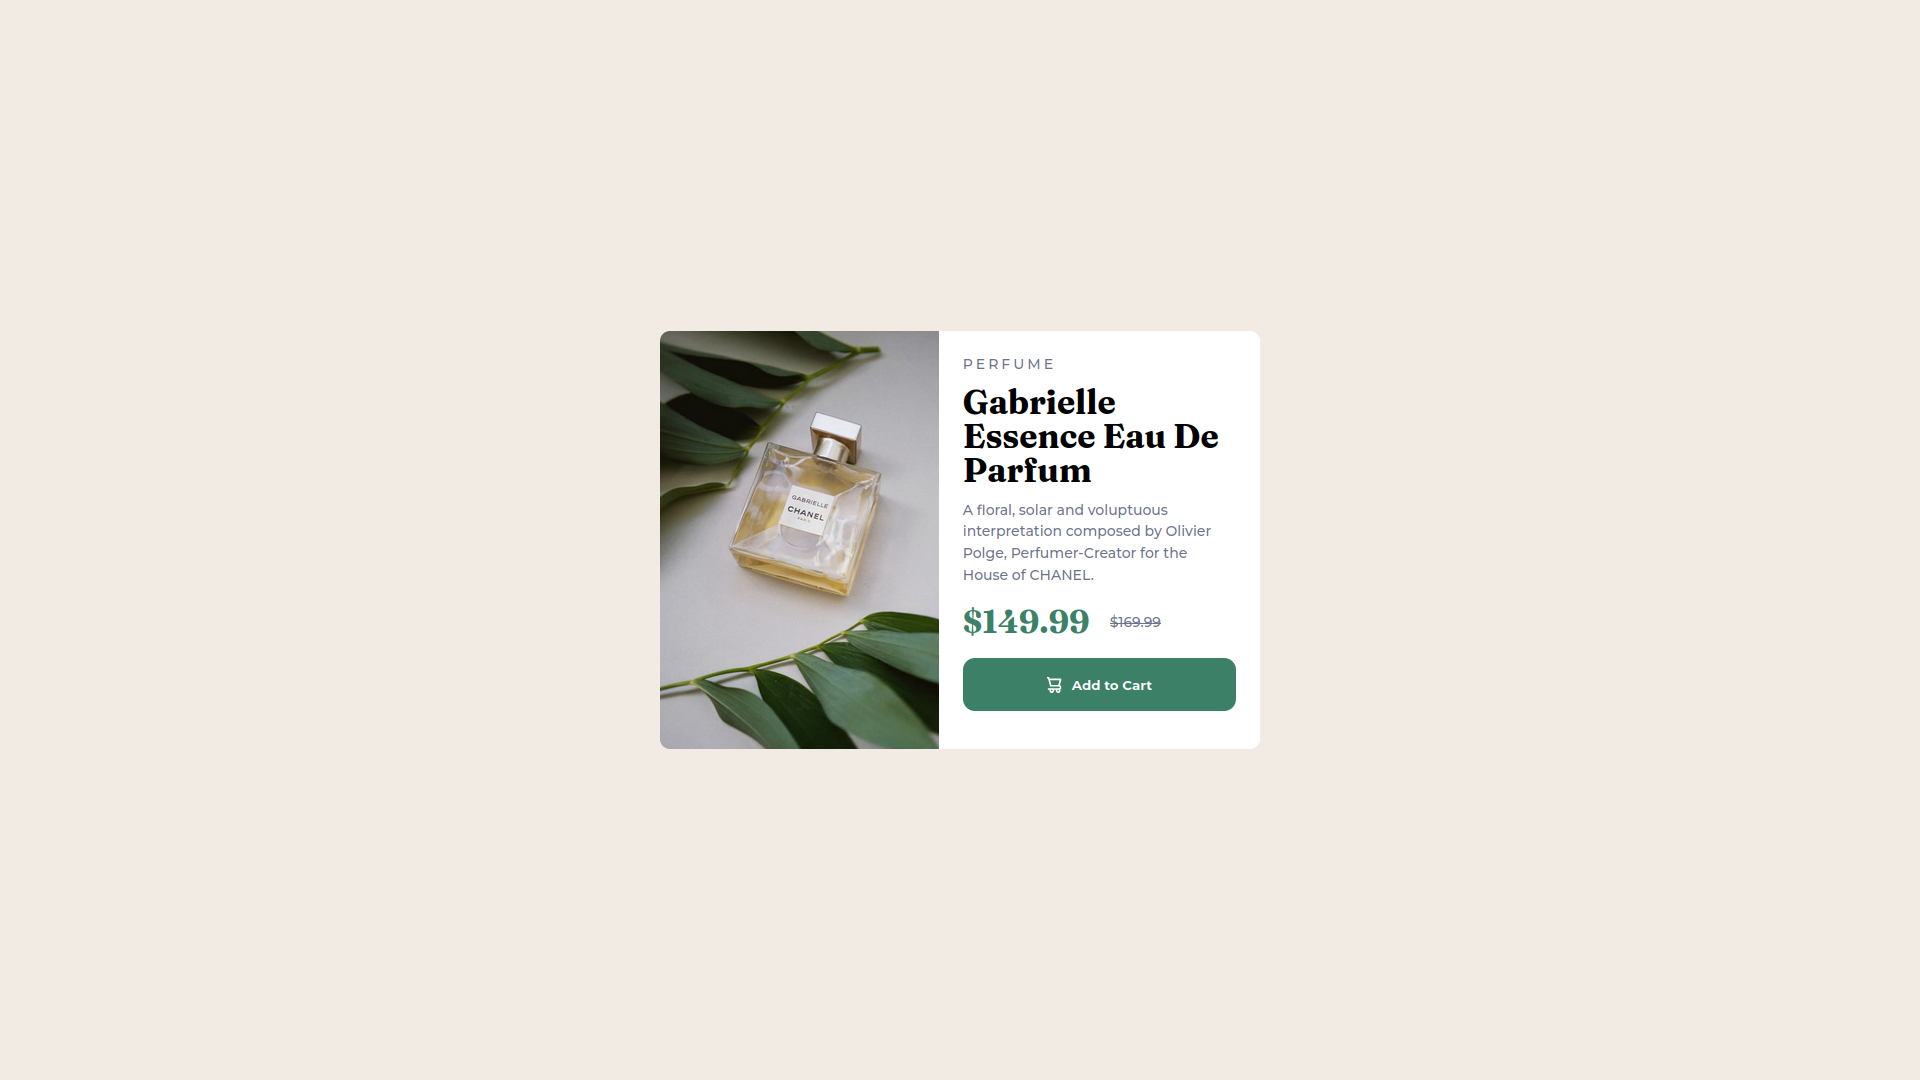 GABRIELLE
CHANEL
PARIS
PERFUME
Gabrielle
Essence Eau De
Parfum
A floral, solar and voluptuous
interpretation composed by Olivier
Polge, Perfumer-Creator for the
House of CHANEL.
$149.99 $169.99
Add to Cart